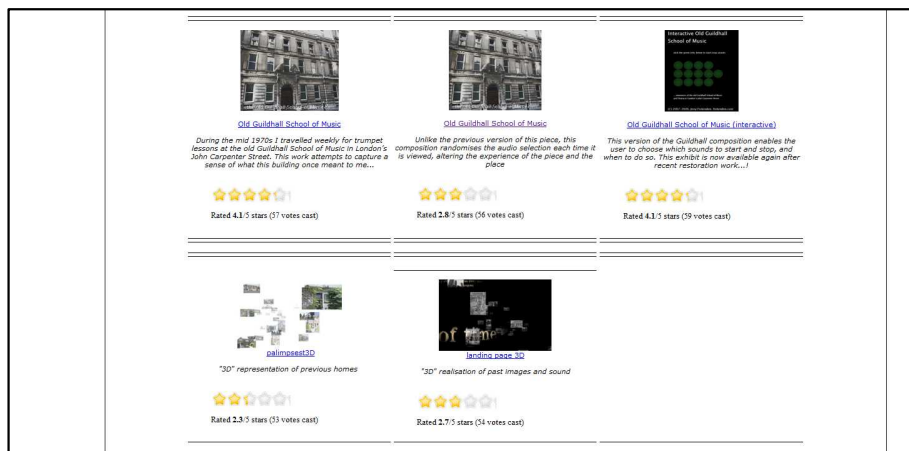 Interactive Old Guildhall
School of Music
Old Guildhall School of Music
During the mid 1970s I travelled weekly for trumpet
lessons at the old Guildhall School of Music in London's
John Carpenter Street. This work attempts to capture a
sense of what this building once meant to me...
Rated 4.1/5 stars (57 votes cast)
Old Guildhall School of Music
Unlike the previous version of this piece, this
composition randomises the audio selection each time it
is viewed, altering the experience of the piece and the
place
Rated 2.8/5 stars (56 votes cast)
Old Guildhall School of Music (interactive)
This version of the Guildhall composition enables the
user to choose which sounds to start and stop, and
when to do so. This exhibit is now available again after
recent restoration work...!
Rated 4.1/5 stars (59 votes cast)
palimpsest3D
"3D" representation of previous homes
Rated 2.3/5 stars (53 votes cast)
of time
landing page 3D
"3D" realisation of past images and sound
Rated 2.7/5 stars (54 votes cast)